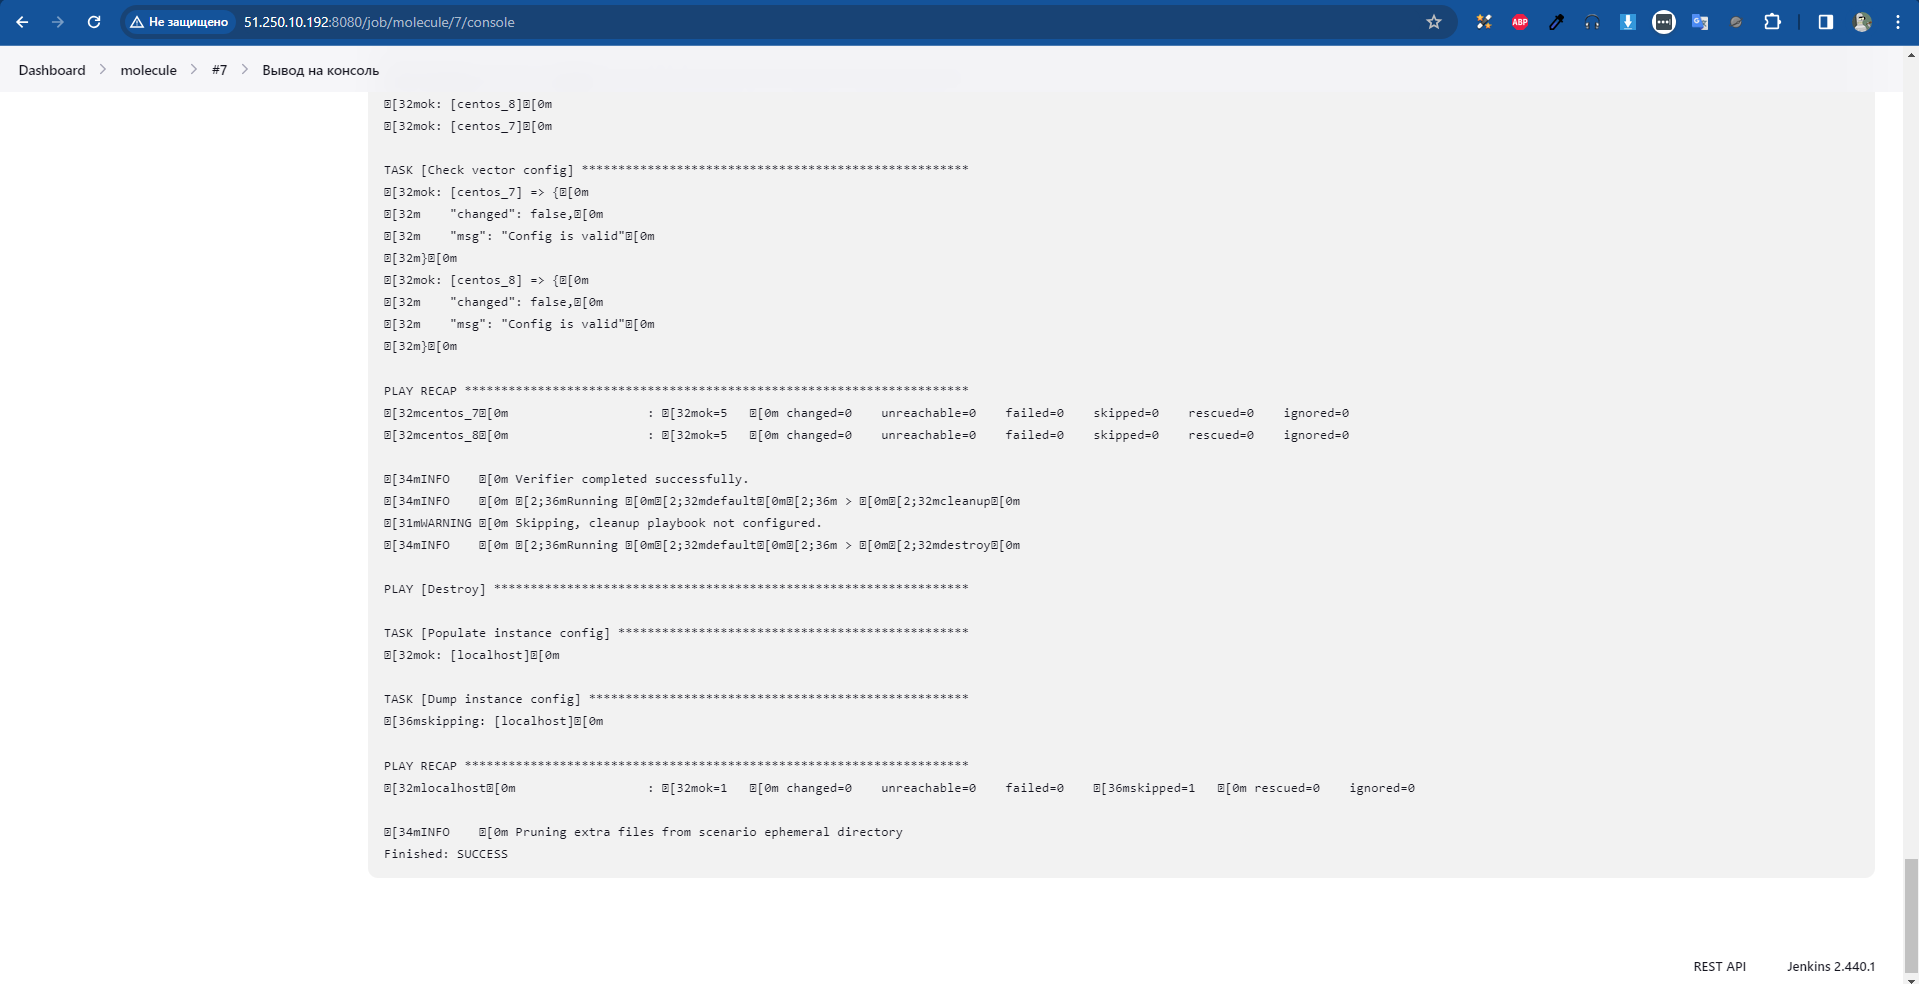 Не защищено 51.250.10.192:8080/job/molecule/7/console
ABP
Dashboard > molecule > #7 > Вывод на консоль
[32mok: [centos_8][0m
[32mok: [centos_7][0m
TASK [Check vector config] *****************************************************
[32mok: [centos_7] => {[0m
[32m    "changed": false,[0m
[32m    "msg": "Config is valid"[0m
[32m}[0m
[32mok: [centos_8] => {[0m
[32m    "changed": false,[0m
[32m    "msg": "Config is valid"[0m
[32m}[0m
PLAY RECAP *********************************************************************
[32mcentos_7[0m                   : [32mok=5   [0m changed=0    unreachable=0    failed=0    skipped=0    rescued=0    ignored=0
[32mcentos_8[0m                   : [32mok=5   [0m changed=0    unreachable=0    failed=0    skipped=0    rescued=0    ignored=0
[34mINFO    [0m Verifier completed successfully.
[34mINFO    [0m [2;36mRunning [0m[2;32mdefault[0m[2;36m > [0m[2;32mcleanup[0m
[31mWARNING [0m Skipping, cleanup playbook not configured.
[34mINFO    [0m [2;36mRunning [0m[2;32mdefault[0m[2;36m > [0m[2;32mdestroy[0m
PLAY [Destroy] *****************************************************************
TASK [Populate instance config] ************************************************
[32mok: [localhost][0m
TASK [Dump instance config] ****************************************************
[36mskipping: [localhost][0m
PLAY RECAP *********************************************************************
[32mlocalhost[0m                  : [32mok=1   [0m changed=0    unreachable=0    failed=0    [36mskipped=1   [0m rescued=0    ignored=0
[34mINFO    [0m Pruning extra files from scenario ephemeral directory
Finished: SUCCESS
REST API Jenkins 2.440.1